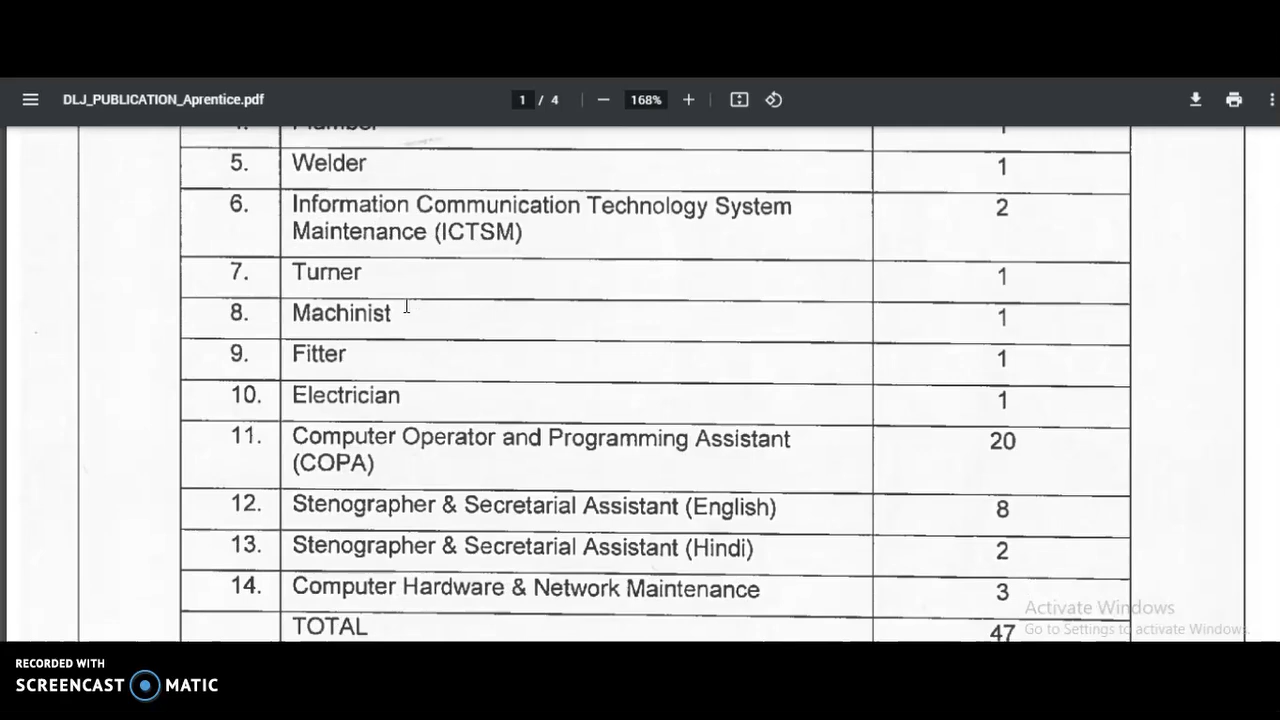 DLJ_PUBLICATION_Aprentice.pdf
1 / 4
168%
4. Plumber 1
5. Welder 1
6. Information Communication Technology System 2
Maintenance (ICTSM)
7. Turner 1
8. Machinist 1
9. Fitter 1
10. Electrician 1
11. Computer Operator and Programming Assistant 20
(COPA)
12. Stenographer & Secretarial Assistant (English) 8
13. Stenographer & Secretarial Assistant (Hindi) 2
14. Computer Hardware & Network Maintenance 3
TOTAL 47
Activate Windows
Go to Settings to activate Windows.
RECORDED WITH
SCREENCAST MATIC